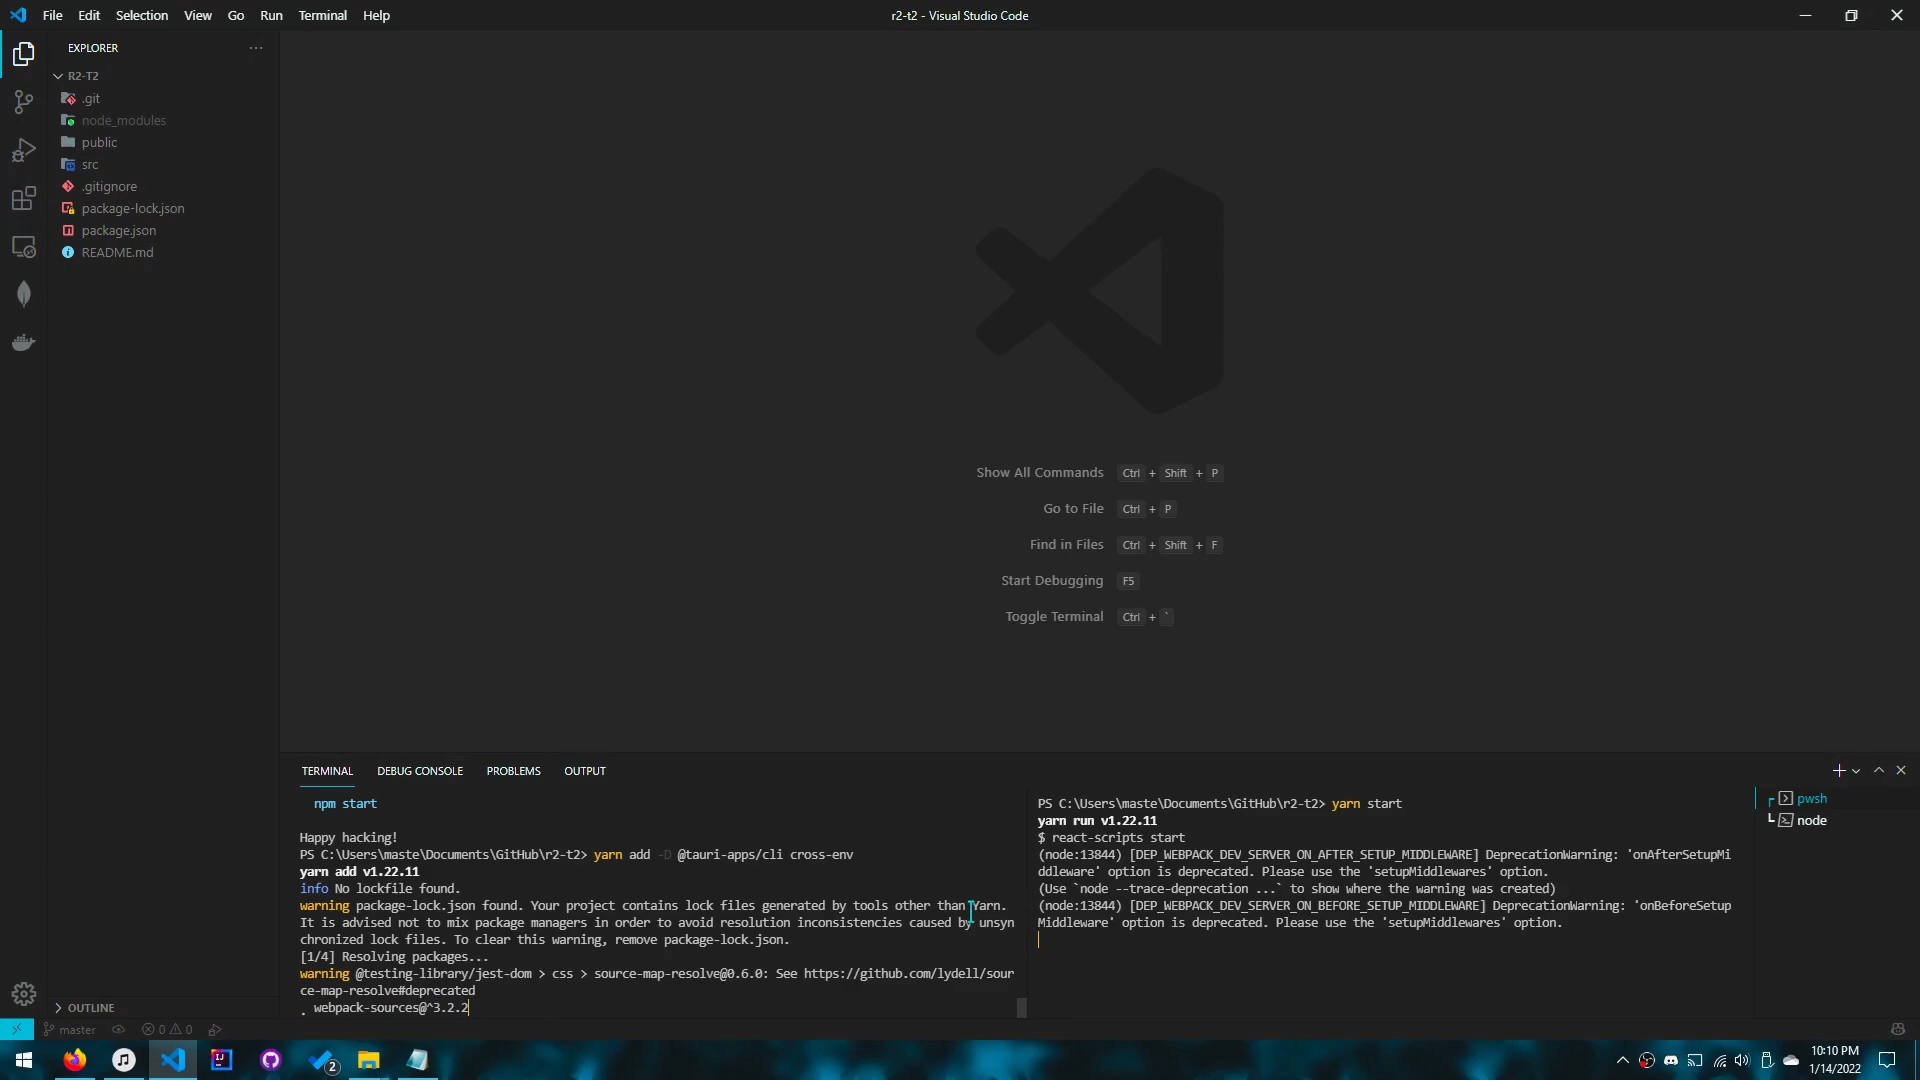 File Edit Selection View Go Run Terminal Help
r2-t2 - Visual Studio Code
EXPLORER
R2-T2
.git
node_modules
public
src
.gitignore
package-lock.json
package.json
README.md
OUTLINE
Show All Commands Ctrl + Shift + P
Go to File Ctrl + P
Find in Files Ctrl + Shift + F
Start Debugging F5
Toggle Terminal Ctrl + `
TERMINAL DEBUG CONSOLE PROBLEMS OUTPUT
npm start
Happy hacking!
PS C:\Users\maste\Documents\GitHub\r2-t2> yarn add -D @tauri-apps/cli cross-env
yarn add v1.22.11
info No lockfile found.
warning package-lock.json found. Your project contains lock files generated by tools other than Yarn.
It is advised not to mix package managers in order to avoid resolution inconsistencies caused by unsyn
chronized lock files. To clear this warning, remove package-lock.json.
[1/4] Resolving packages...
warning @testing-library/jest-dom > css > source-map-resolve@0.6.0: See https://github.com/lydell/sour
ce-map-resolve#deprecated
. webpack-sources@^3.2.2
PS C:\Users\maste\Documents\GitHub\r2-t2> yarn start
yarn run v1.22.11
$ react-scripts start
(node:13844) [DEP_WEBPACK_DEV_SERVER_ON_AFTER_SETUP_MIDDLEWARE] DeprecationWarning: 'onAfterSetupMi
ddleware' option is deprecated. Please use the 'setupMiddlewares' option.
(Use `node --trace-deprecation ...` to show where the warning was created)
(node:13844) [DEP_WEBPACK_DEV_SERVER_ON_BEFORE_SETUP_MIDDLEWARE] DeprecationWarning: 'onBeforeSetup
Middleware' option is deprecated. Please use the 'setupMiddlewares' option.
pwsh
node
master 0 0
2
10:10 PM
1/14/2022